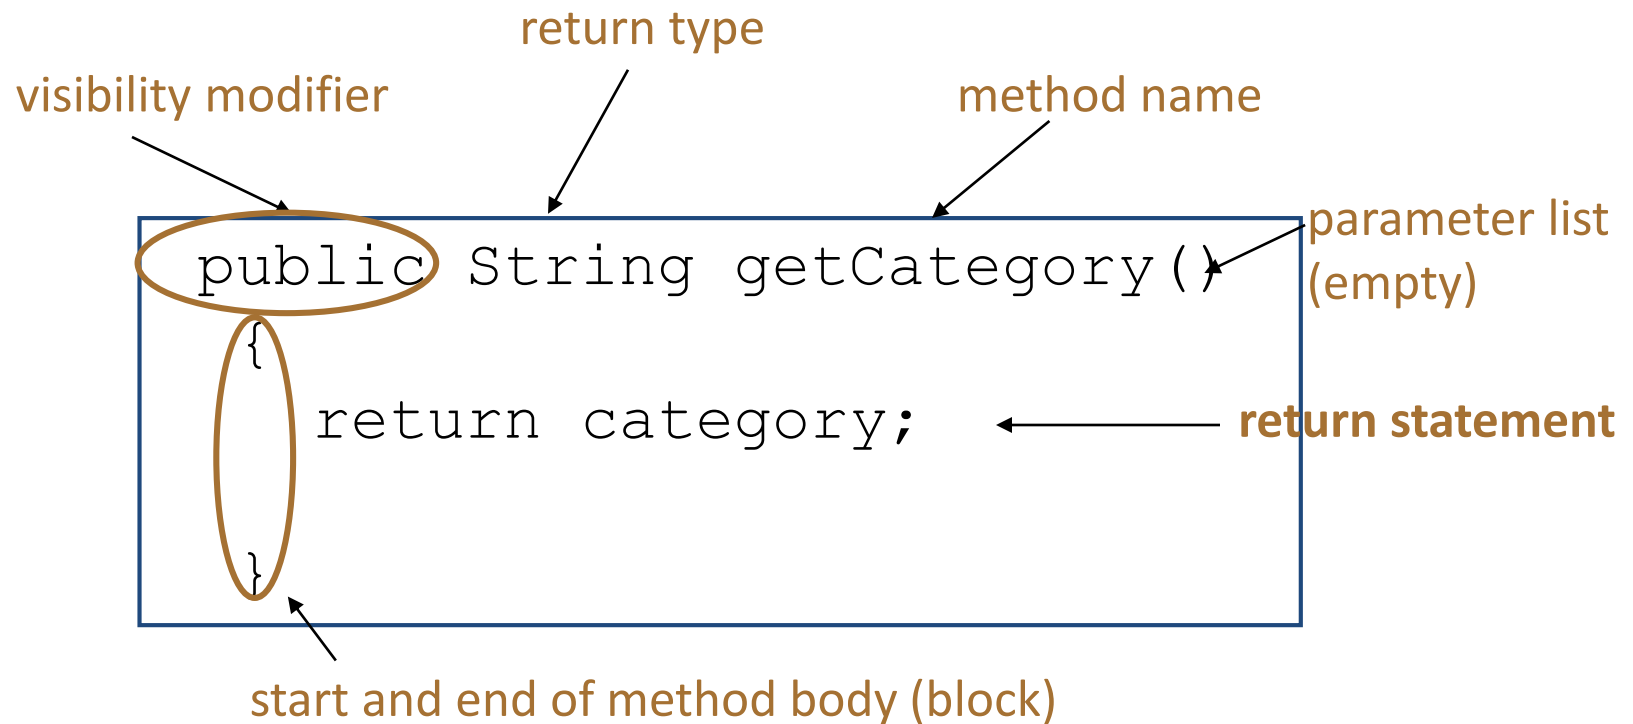 return type
visibility modifier
method name
parameter list
(empty)
public String getCategory()
{
return category;
return statement
}
start and end of method body (block)